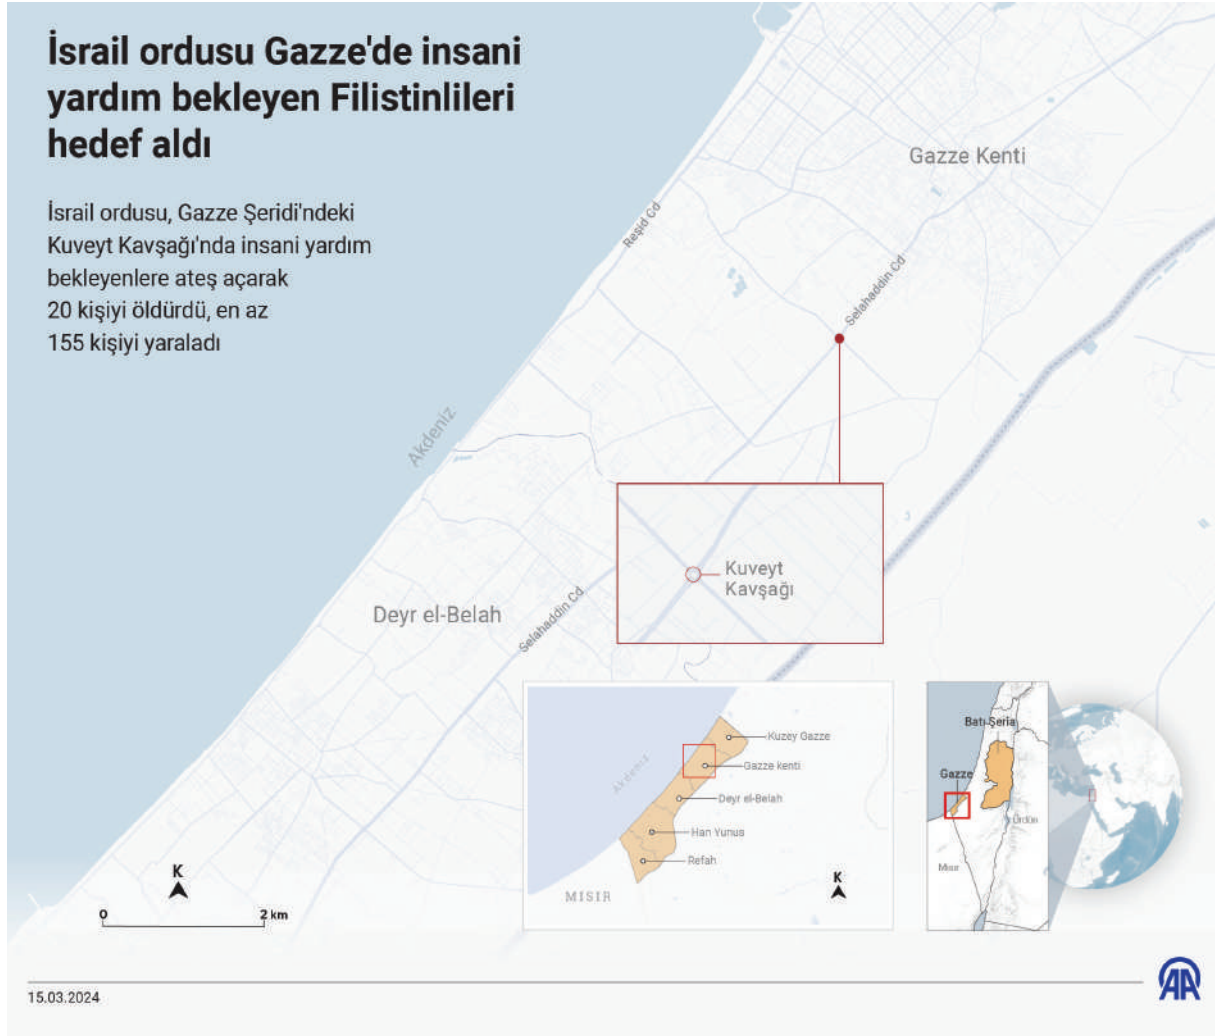 İsrail ordusu Gazze'de insani
yardım bekleyen Filistinlileri
hedef aldı
İsrail ordusu, Gazze Şeridi'ndeki
Kuveyt Kavşağı'nda insani yardım
bekleyenlere ateş açarak
20 kişiyi öldürdü, en az
155 kişiyi yaraladı
Gazze Kenti
Reşid Cd
Selahaddin Cd
Akdeniz
Kuveyt
Kavşağı
Deyr el-Belah
Selahaddin Cd
Kuzey Gazze
Gazze kenti
Akdeniz
Deyr el-Belah
Han Yunua
Refah
MISIR
K
Batı Şeria
Gazze
Ürdün
Mısır
K
0 2 km
15.03.2024
AA